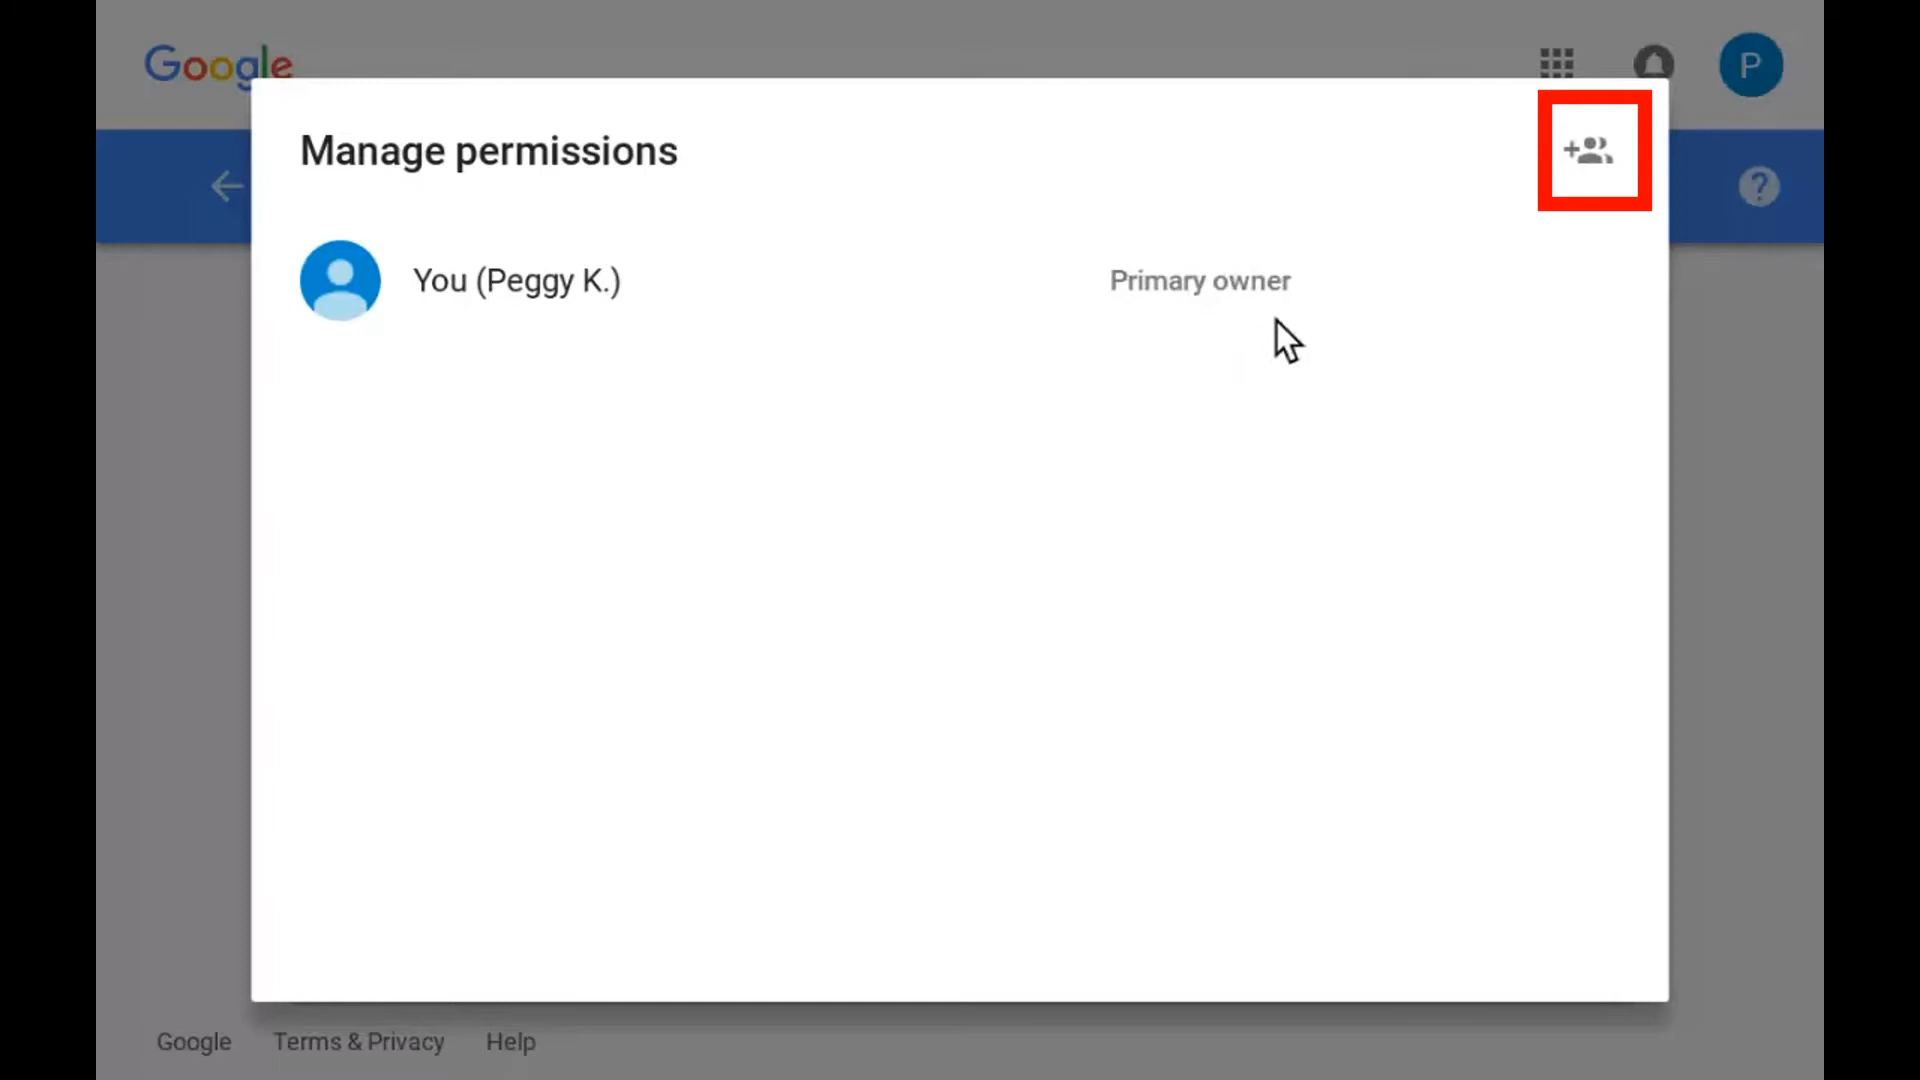 Google
P
Manage permissions
You (Peggy K.)
Primary owner
Google
Terms & Privacy
Help